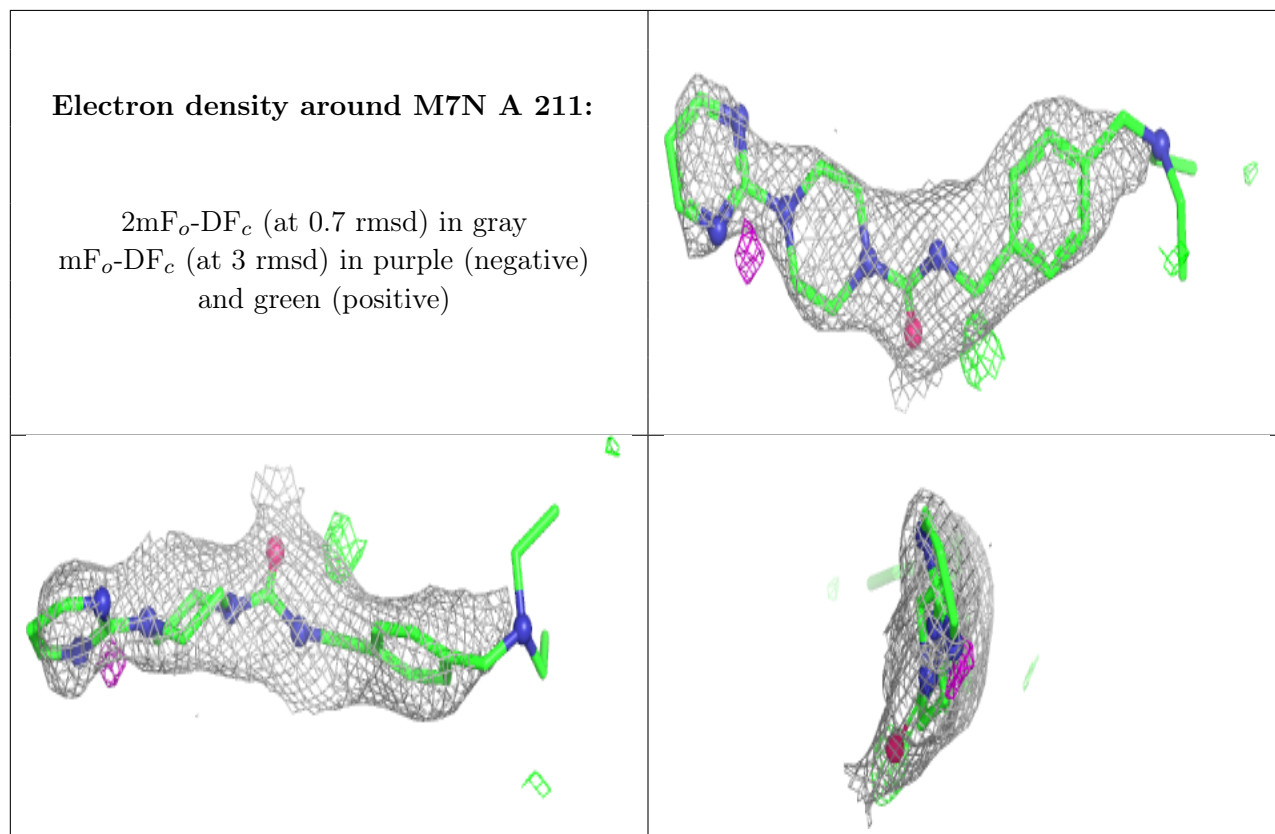 Electron density around M7N A 211:
2mFo-DFc (at 0.7 rmsd) in gray
mFo-DFc (at 3 rmsd) in purple (negative)
and green (positive)